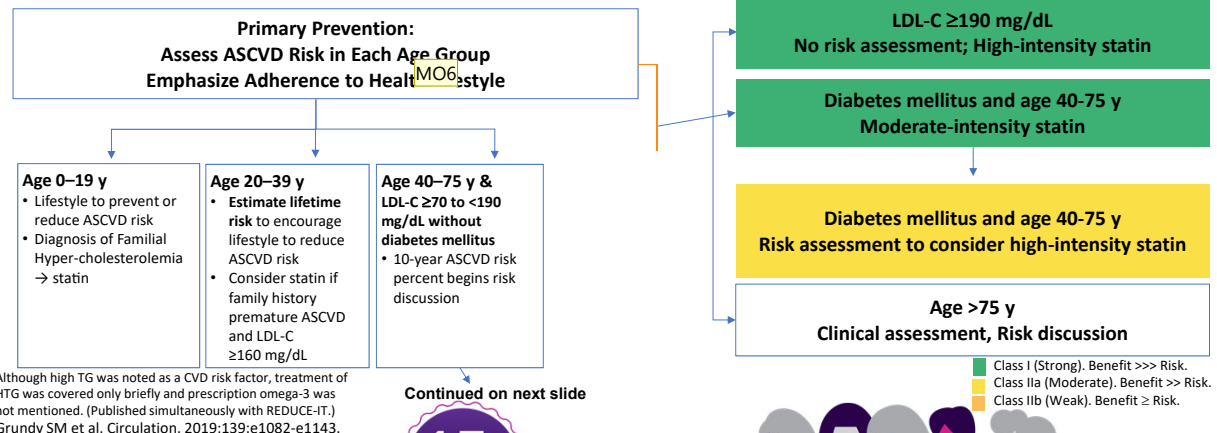 Primary Prevention:
Assess ASCVD Risk in Each Age Group
Emphasize Adherence to Healt estyle
MO6
Age 0–19 y
• Lifestyle to prevent or
reduce ASCVD risk
• Diagnosis of Familial
Hyper-cholesterolemia
→ statin
Age 20–39 y
• Estimate lifetime
risk to encourage
lifestyle to reduce
ASCVD risk
• Consider statin if
family history
premature ASCVD
and LDL-C
≥160 mg/dL
Age 40–75 y &
LDL-C ≥70 to <190
mg/dL without
diabetes mellitus
• 10-year ASCVD risk
percent begins risk
discussion
Continued on next slide
Although high TG was noted as a CVD risk factor, treatment of
HTG was covered only briefly and prescription omega-3 was
not mentioned. (Published simultaneously with REDUCE-IT.)
Grundy SM et al. Circulation. 2019:139:e1082-e1143.
LDL-C ≥190 mg/dL
No risk assessment; High-intensity statin
Diabetes mellitus and age 40-75 y
Moderate-intensity statin
Diabetes mellitus and age 40-75 y
Risk assessment to consider high-intensity statin
Age >75 y
Clinical assessment, Risk discussion
Class I (Strong). Benefit >>> Risk.
Class IIa (Moderate). Benefit >> Risk.
Class IIb (Weak). Benefit ≥ Risk.